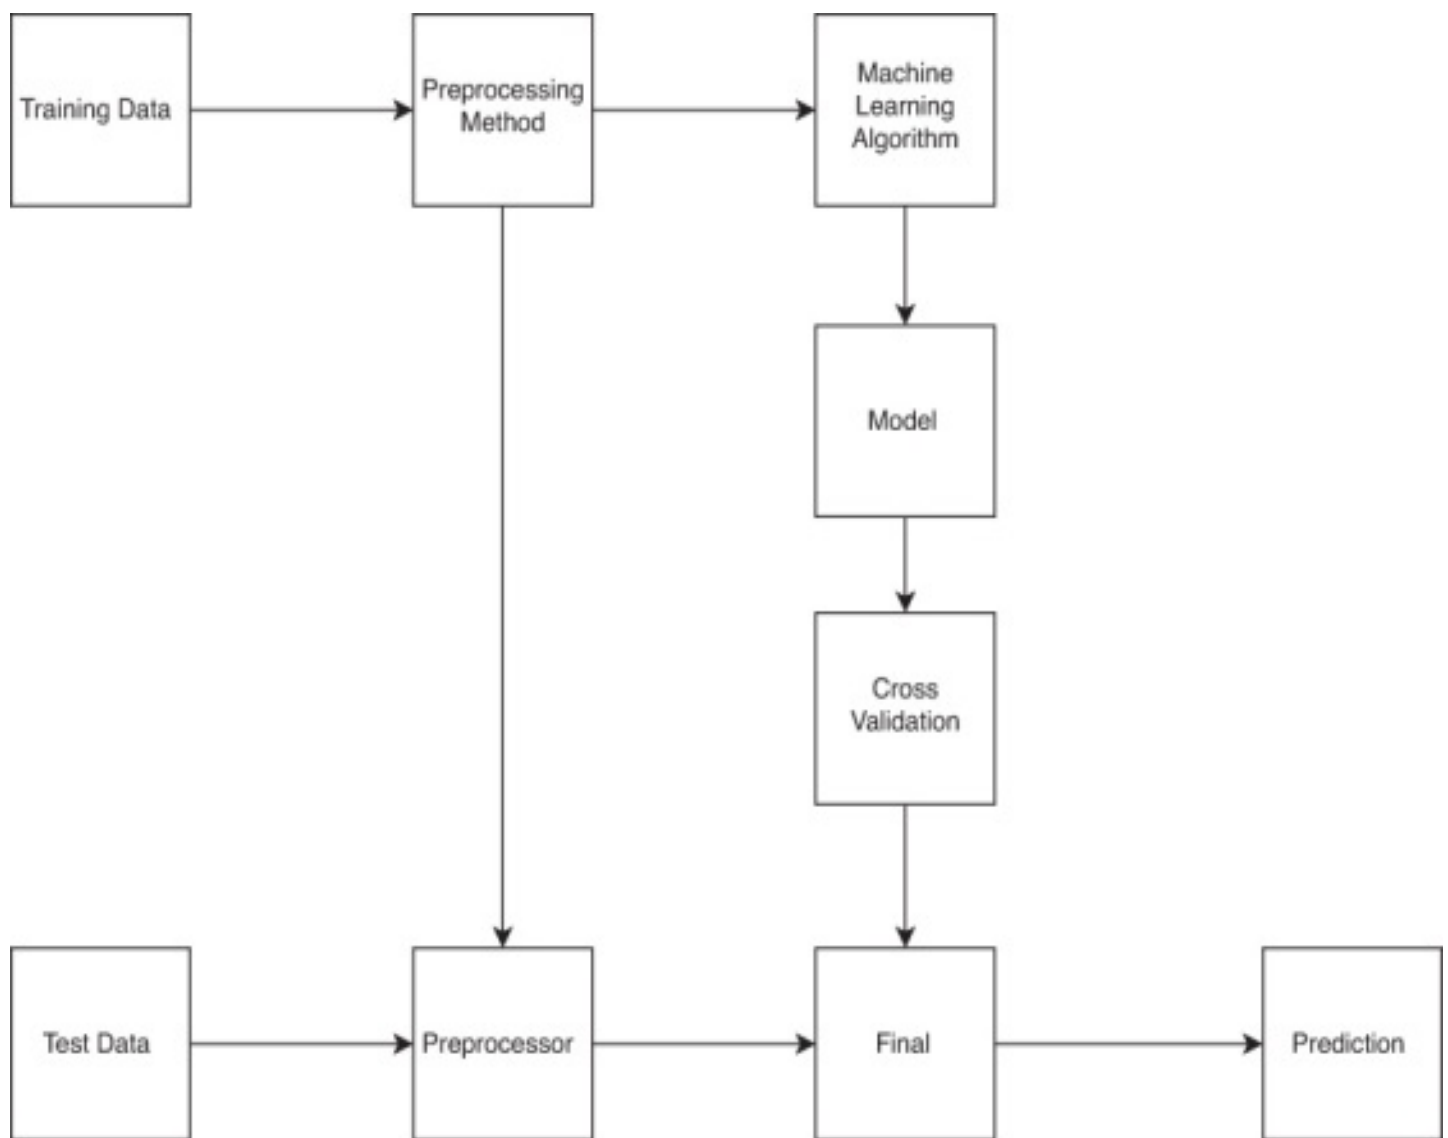 Training Data
Preprocessing
Method
Machine
Learning
Algorithm
Model
Cross
Validation
Test Data
Preprocessor
Final
Prediction